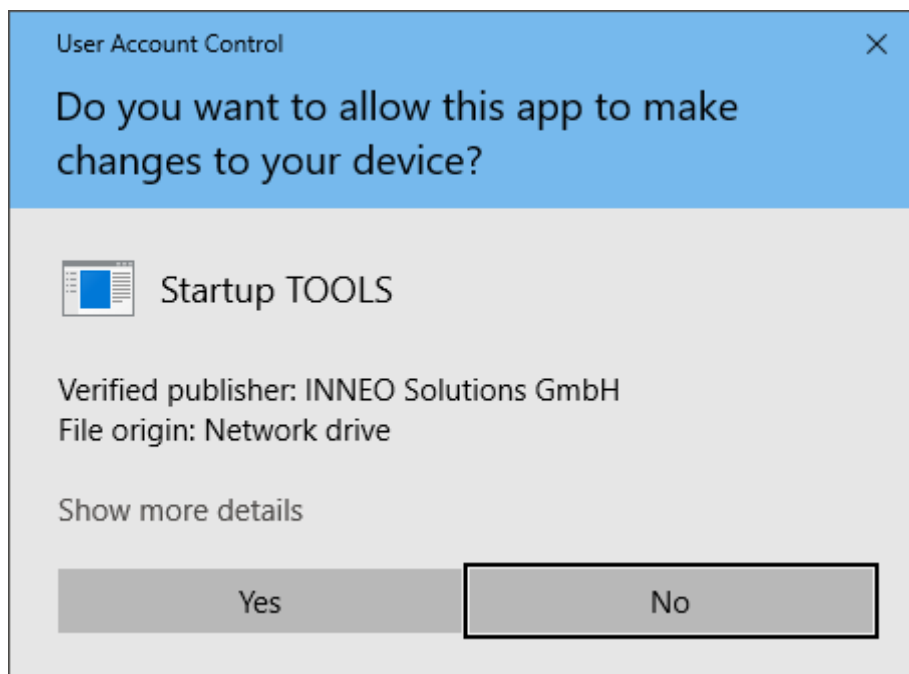 User Account Control
Do you want to allow this app to make
changes to your device?
Startup TOOLS
Verified publisher: INNEO Solutions GmbH
File origin: Network drive
Show more details
Yes
No